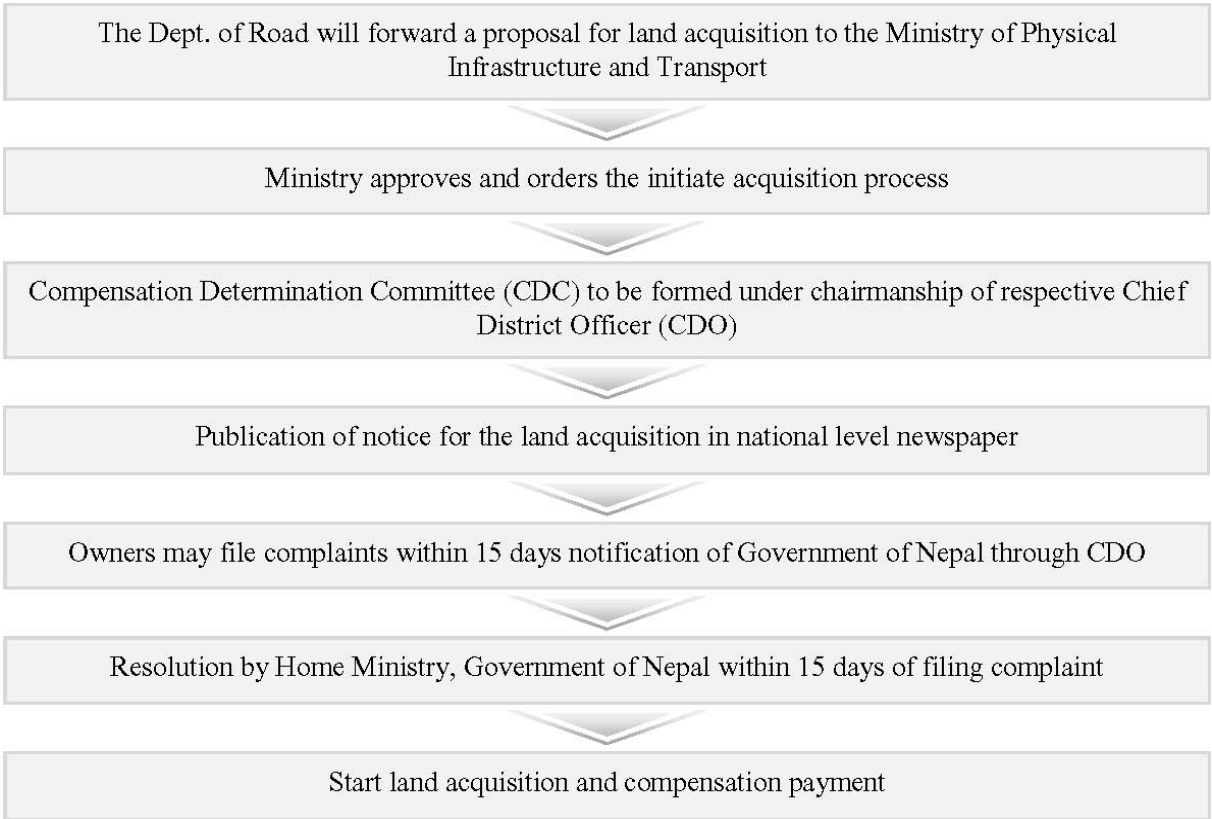 The Dept. of Road will forward a proposal for land acquisition to the Ministry of Physical
Infrastructure and Transport
Ministry approves and orders the initiate acquisition process
Compensation Determination Committee (CDC) to be formed under chairmanship of respective Chief
District Officer (CDO)
Publication of notice for the land acquisition in national level newspaper
Owners may file complaints within 15 days notification of Government of Nepal through CDO
Resolution by Home Ministry, Government of Nepal within 15 days of filing complaint
Start land acquisition and compensation payment